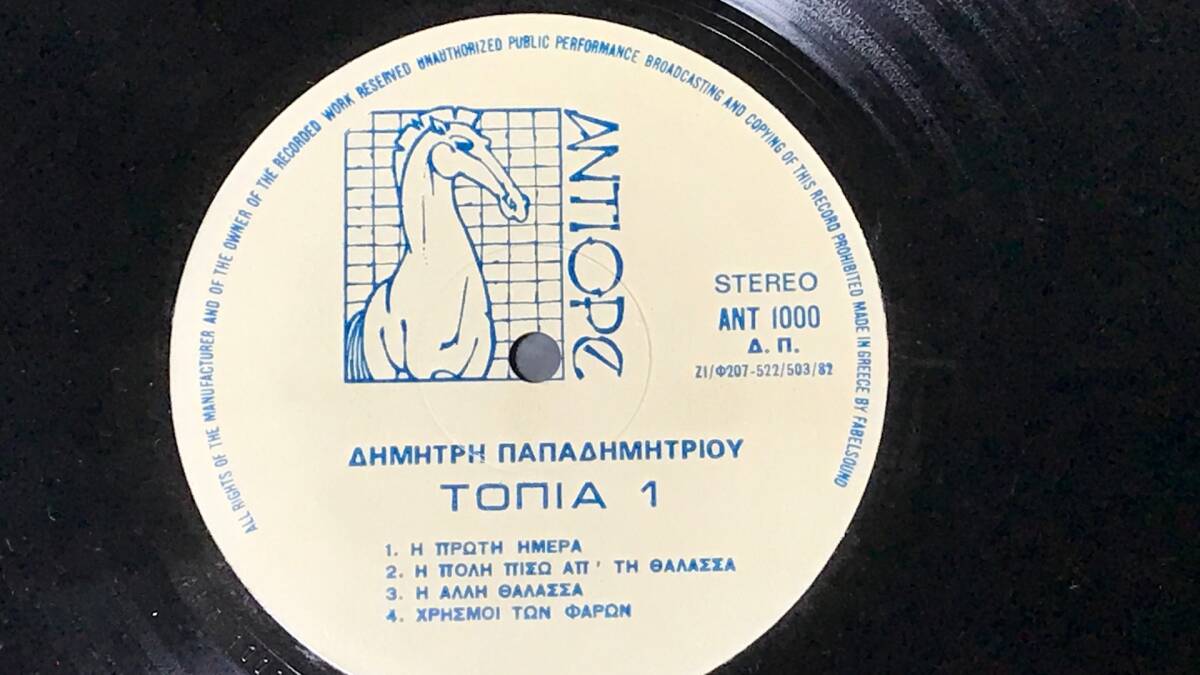 ALL RIGHTS OF THE MANUFACTURER AND OF THE OWNER OF THE RECORDED WORK RESERVED UNAUTHORIZED PUBLIC PERFORMANCE BROADCASTING AND COPYING OF THIS RECORD PROHIBITED MADE IN GREECE BY FABELSOUND
ΑΝΤΙΟΡΕ
STEREO
ANT 1000
Δ. Π.
ΖΙ/Φ207-522/503/82
ΔΗΜΗΤΡΗ ΠΑΠΑΔΗΜΗΤΡΙΟΥ
ΤΟΠΙΑ 1
1. Η ΠΡΩΤΗ ΗΜΕΡΑ
2. Η ΠΟΛΗ ΠΙΣΩ ΑΠ' ΤΗ ΘΑΛΑΣΣΑ
3. Η ΑΛΛΗ ΘΑΛΑΣΣΑ
4. ΧΡΗΣΜΟΙ ΤΩΝ ΦΑΡΩΝ